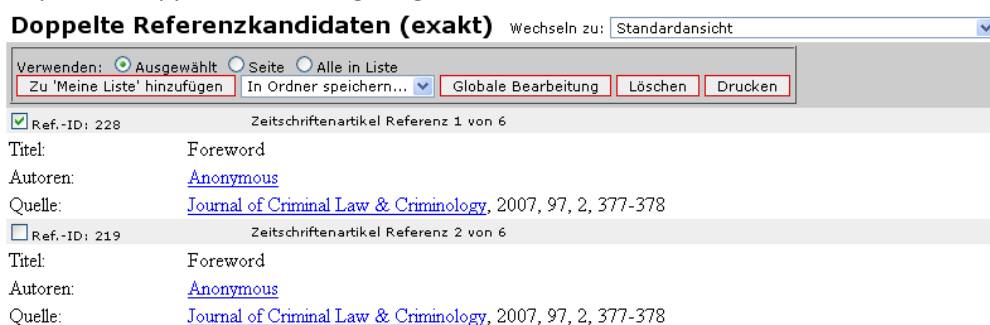 Doppelte Referenzkandidaten (exakt) Wechseln zu: Standardansicht
Verwenden: Ausgewählt Seite Alle in Liste
Zu 'Meine Liste' hinzufügen In Ordner speichern... Globale Bearbeitung Löschen Drucken
Ref.-ID: 228 Zeitschriftenartikel Referenz 1 von 6
Titel: Foreword
Autoren: Anonymous
Quelle: Journal of Criminal Law & Criminology, 2007, 97, 2, 377-378
Ref.-ID: 219 Zeitschriftenartikel Referenz 2 von 6
Titel: Foreword
Autoren: Anonymous
Quelle: Journal of Criminal Law & Criminology, 2007, 97, 2, 377-378